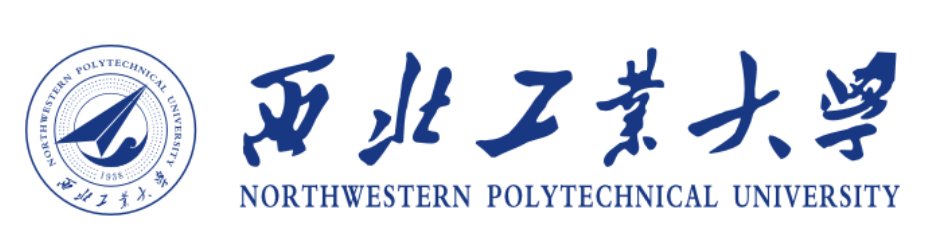 NORTHWESTERN POLYTECHNICAL UNIVERSITY
1938
西北工業大學
西北工業大學
NORTHWESTERN POLYTECHNICAL UNIVERSITY